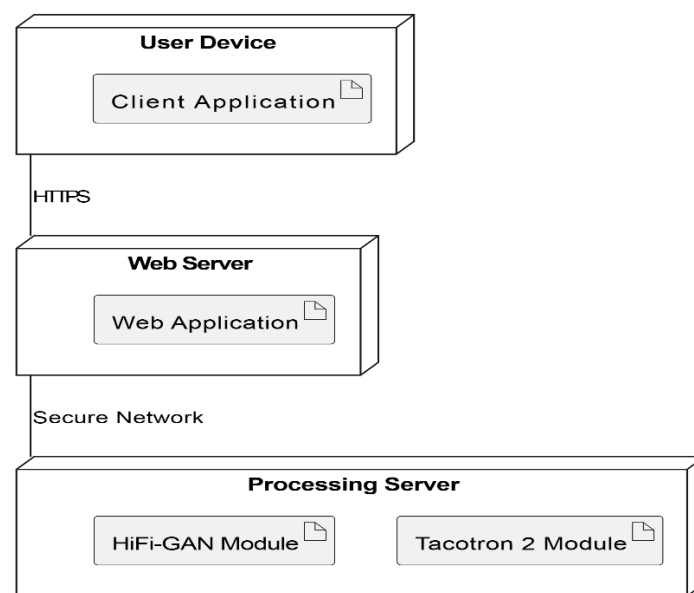 User Device
Client Application
HTTPS
Web Server
Web Application
Secure Network
Processing Server
HiFi-GAN Module Tacotron 2 Module